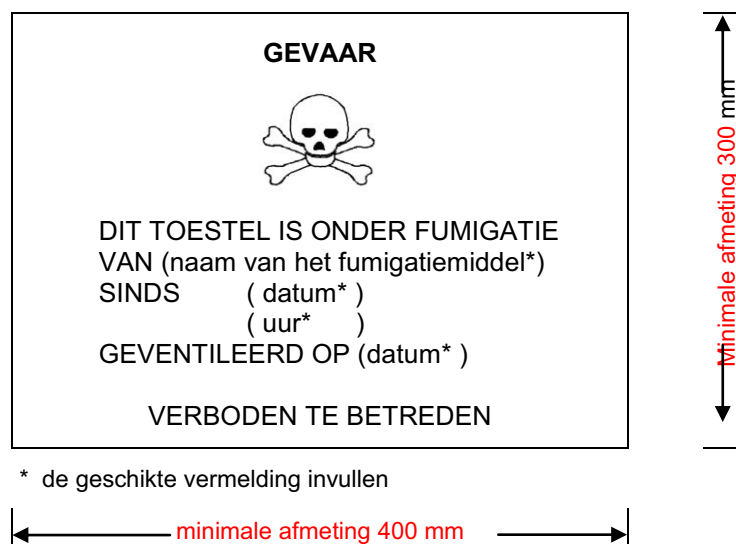 GEVAAR
DIT TOESTEL IS ONDER FUMIGATIE
VAN (naam van het fumigatiemiddel*)
SINDS ( datum* )
( uur* )
GEVENTILEERD OP (datum* )
VERBODEN TE BETREDEN
* de geschikte vermelding invullen
minimale afmeting 400 mm
Minimale afmeting 300 mm